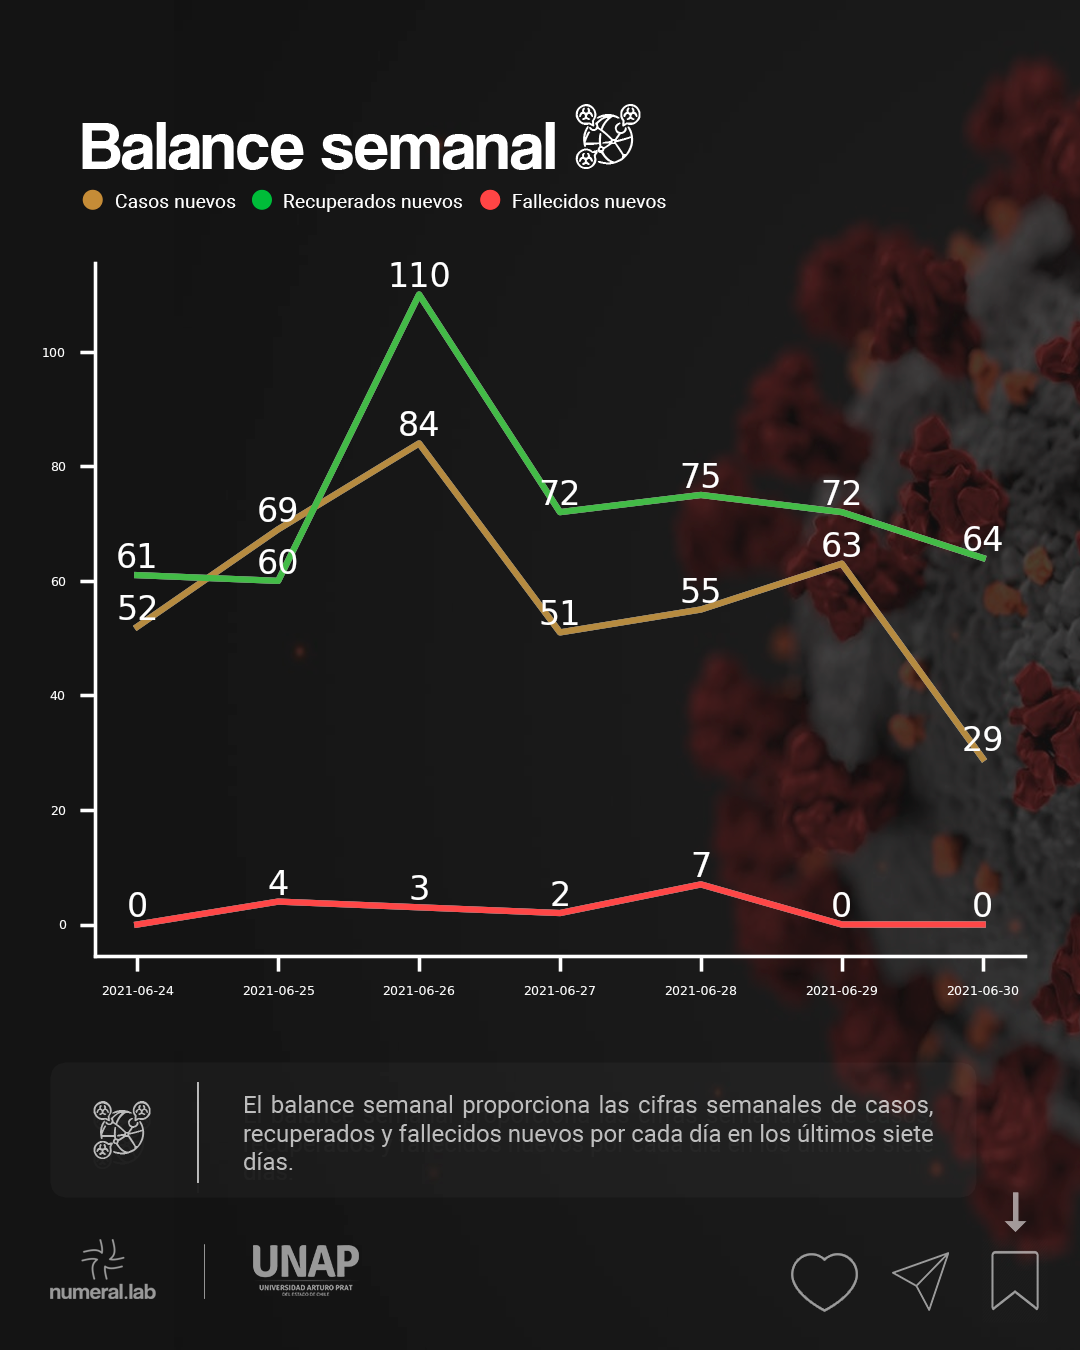 Balance semanal
Casos nuevos Recuperados nuevos Fallecidos nuevos
110
100
84
80
75
72
72
69
64
63
61
60
60
55
52
51
40
29
20
7
4
3
2
0
0
0
0
2021-06-24 2021-06-25 2021-06-26 2021-06-27 2021-06-28 2021-06-29 2021-06-30
El balance semanal proporciona las cifras semanales de casos,
recuperados y fallecidos nuevos por cada día en los últimos siete
días.
numeral.lab
UNAP
UNIVERSIDAD ARTURO PRAT
DEL ESTADO DE CHILE